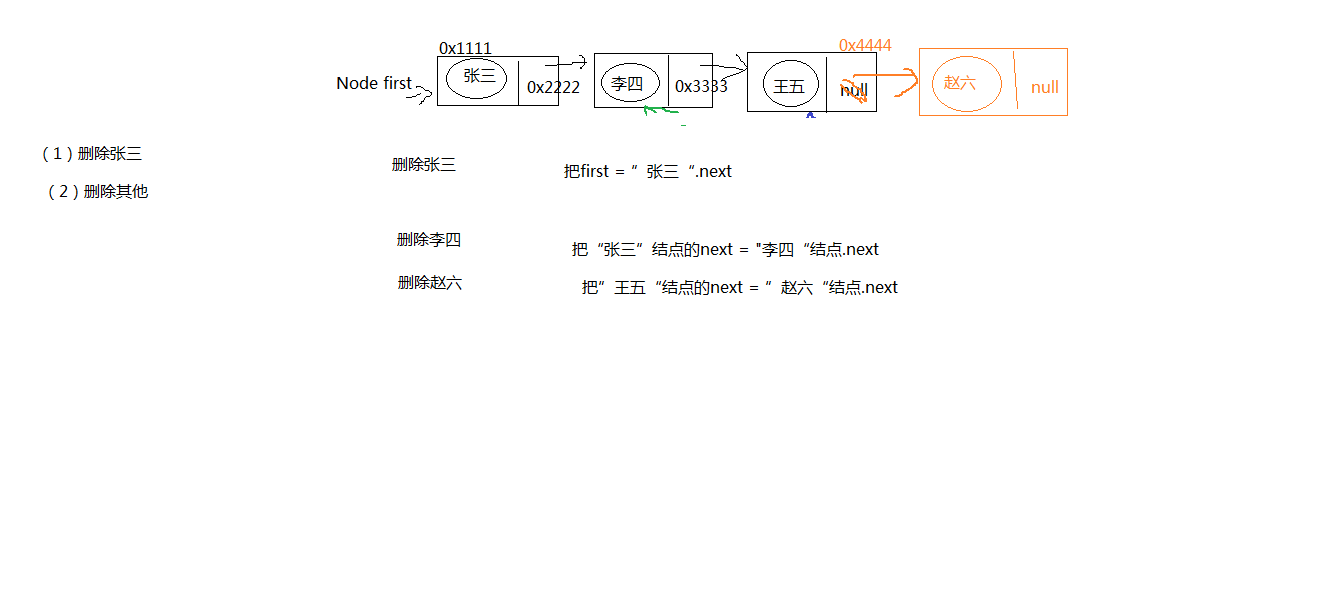 0x1111
0x4444
Node first
张三
0x2222
李四
0x3333
王五
null
赵六
null
（1）删除张三
（2）删除其他
删除张三
把first =“ 张三 “.next
删除李四
把“张三”结点的next = "李四“结点.next
删除赵六
把”王五“结点的next =” 赵六“结点.next